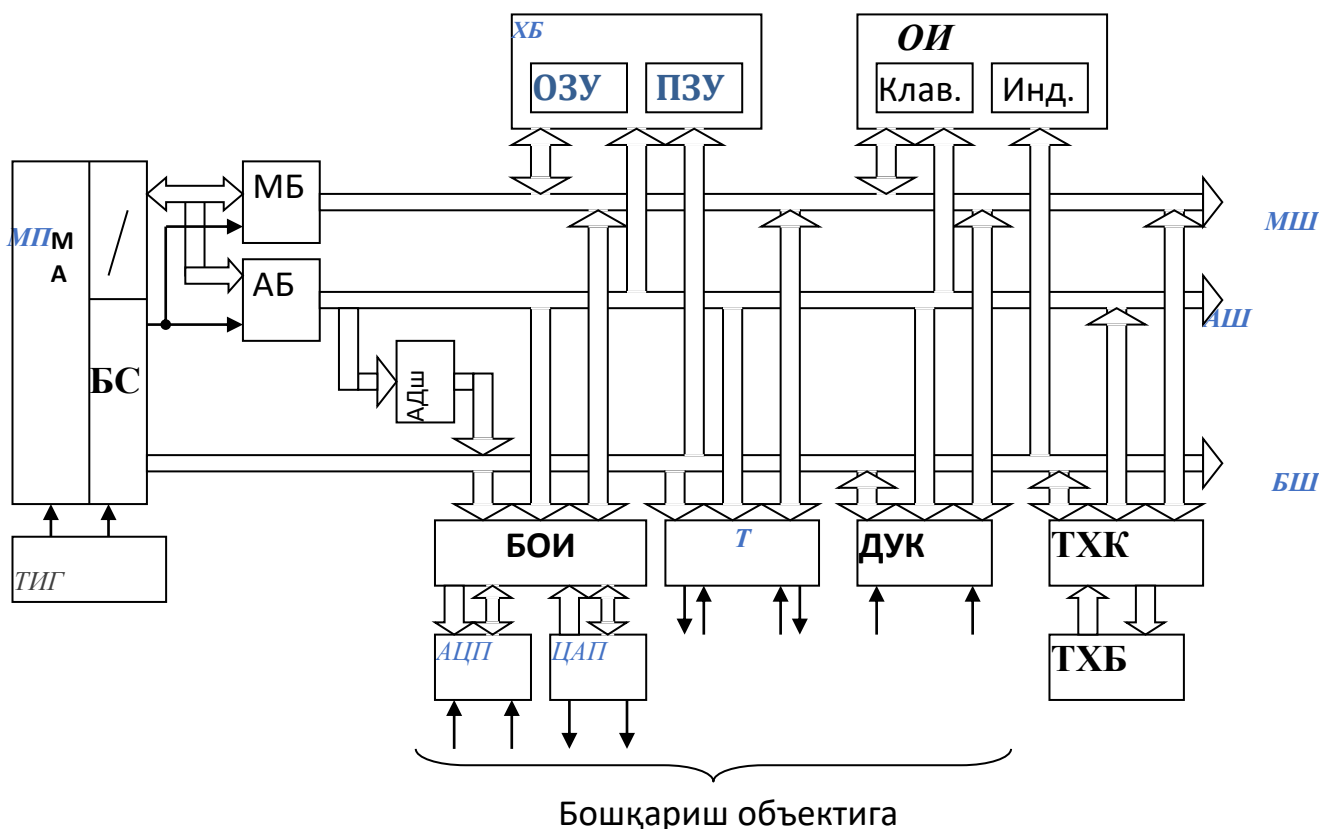 ХБ
ОИ
ОЗУ ПЗУ
Клав. Инд.
МБ
МП
М
А
/
МШ
АБ
АШ
БС
АДш
БШ
БОИ
Т
ДУК
ТХК
ТИГ
АЦП
ЦАП
ТХБ
Бошқариш объектига